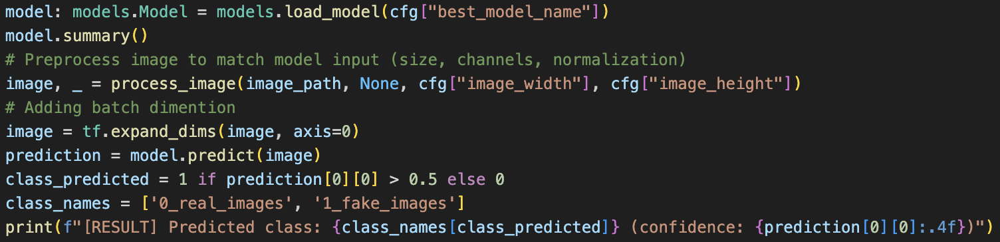 model: models.Model = models.load_model(cfg["best_model_name"])
model.summary()
# Preprocess image to match model input (size, channels, normalization)
image, _ = process_image(image_path, None, cfg["image_width"], cfg["image_height"])
# Adding batch dimention
image = tf.expand_dims(image, axis=0)
prediction = model.predict(image)
class_predicted = 1 if prediction[0][0] > 0.5 else 0
class_names = ['0_real_images', '1_fake_images']
print(f"[RESULT] Predicted class: {class_names[class_predicted]} (confidence: {prediction[0][0]:.4f})")